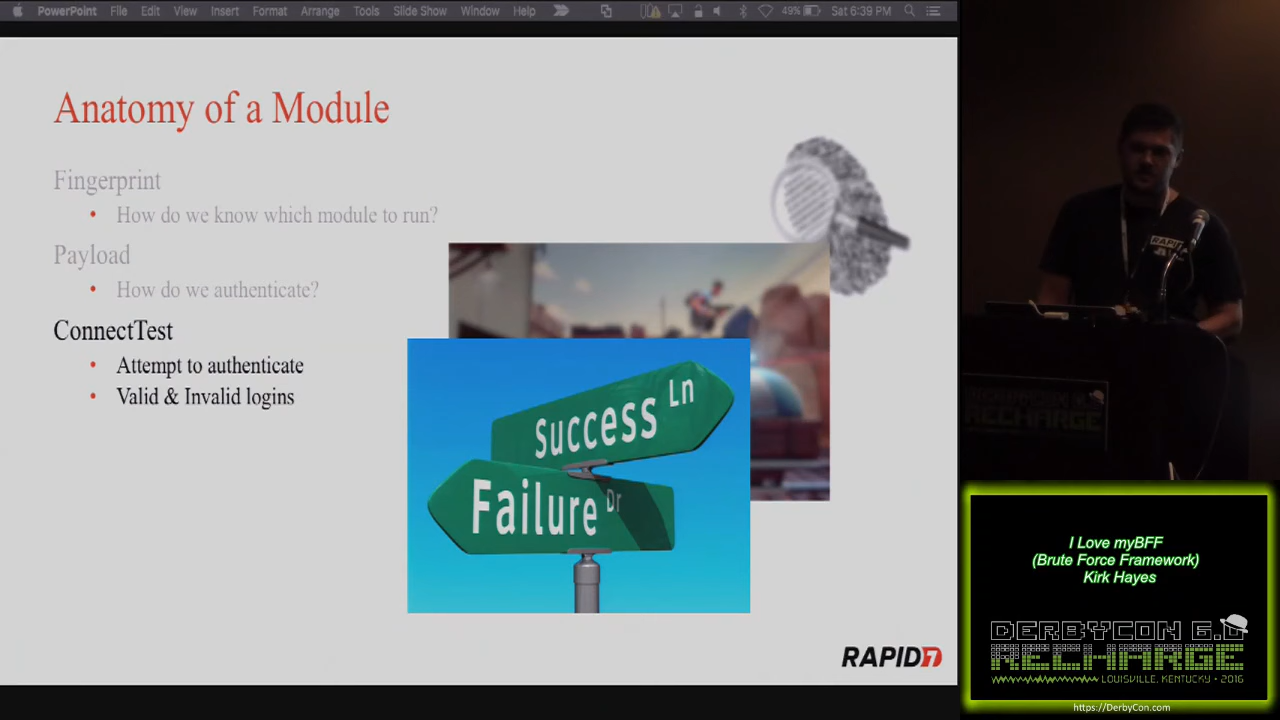 PowerPoint File Edit View Insert Format Arrange Tools Slide Show Window Help 49% Sat 6:39 PM
Anatomy of a Module
Fingerprint
• How do we know which module to run?
Payload
• How do we authenticate?
ConnectTest
• Attempt to authenticate
• Valid & Invalid logins
Success Ln
Failure Dr
RAPID7
RAPID7
RECHARGE
I Love myBFF
(Brute Force Framework)
Kirk Hayes
DERBYCON 6.0
RECHARGE
LOUISVILLE, KENTUCKY • 2016
https://DerbyCon.com